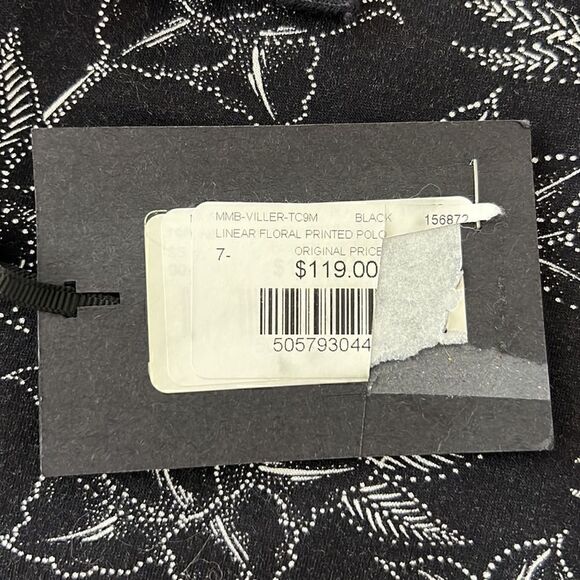 MMB-VILLER-TC9M BLACK 156872
LINEAR FLORAL PRINTED POLO
7- ORIGINAL PRICE
$119.00
505793044